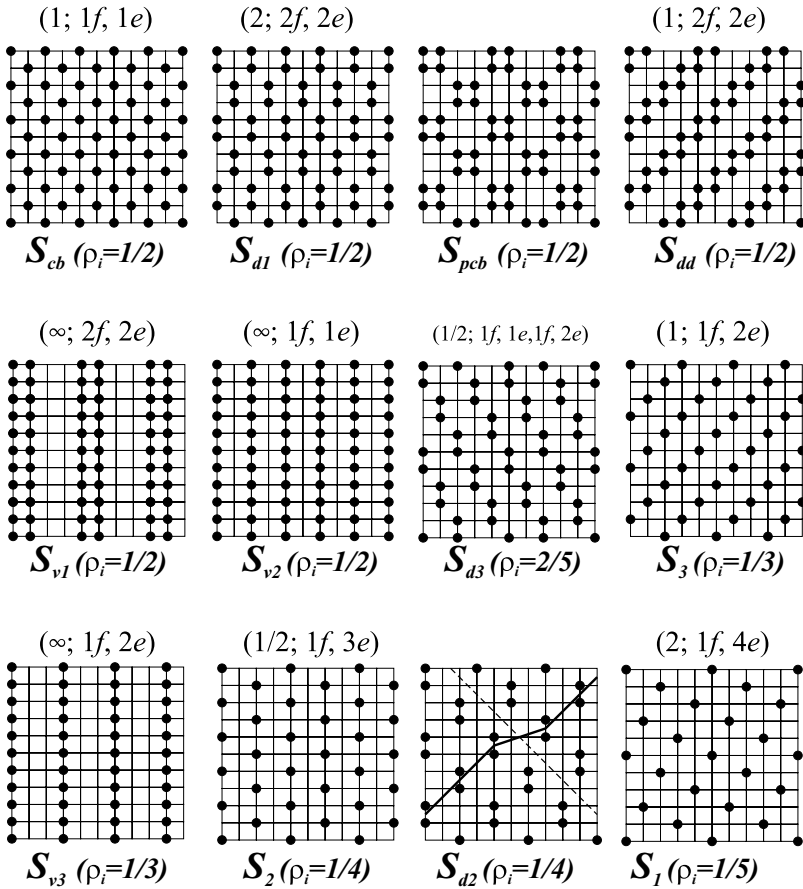 (1; 1f, 1e) (2; 2f, 2e) (1; 2f, 2e)
S_cb (ρ_i=1/2) S_d1 (ρ_i=1/2) S_pcb (ρ_i=1/2) S_dd (ρ_i=1/2)
(∞; 2f, 2e) (∞; 1f, 1e) (1/2; 1f, 1e,1f, 2e) (1; 1f, 2e)
S_v1 (ρ_i=1/2) S_v2 (ρ_i=1/2) S_d3 (ρ_i=2/5) S_3 (ρ_i=1/3)
(∞; 1f, 2e) (1/2; 1f, 3e) (2; 1f, 4e)
S_v3 (ρ_i=1/3) S_2 (ρ_i=1/4) S_d2 (ρ_i=1/4) S_1 (ρ_i=1/5)